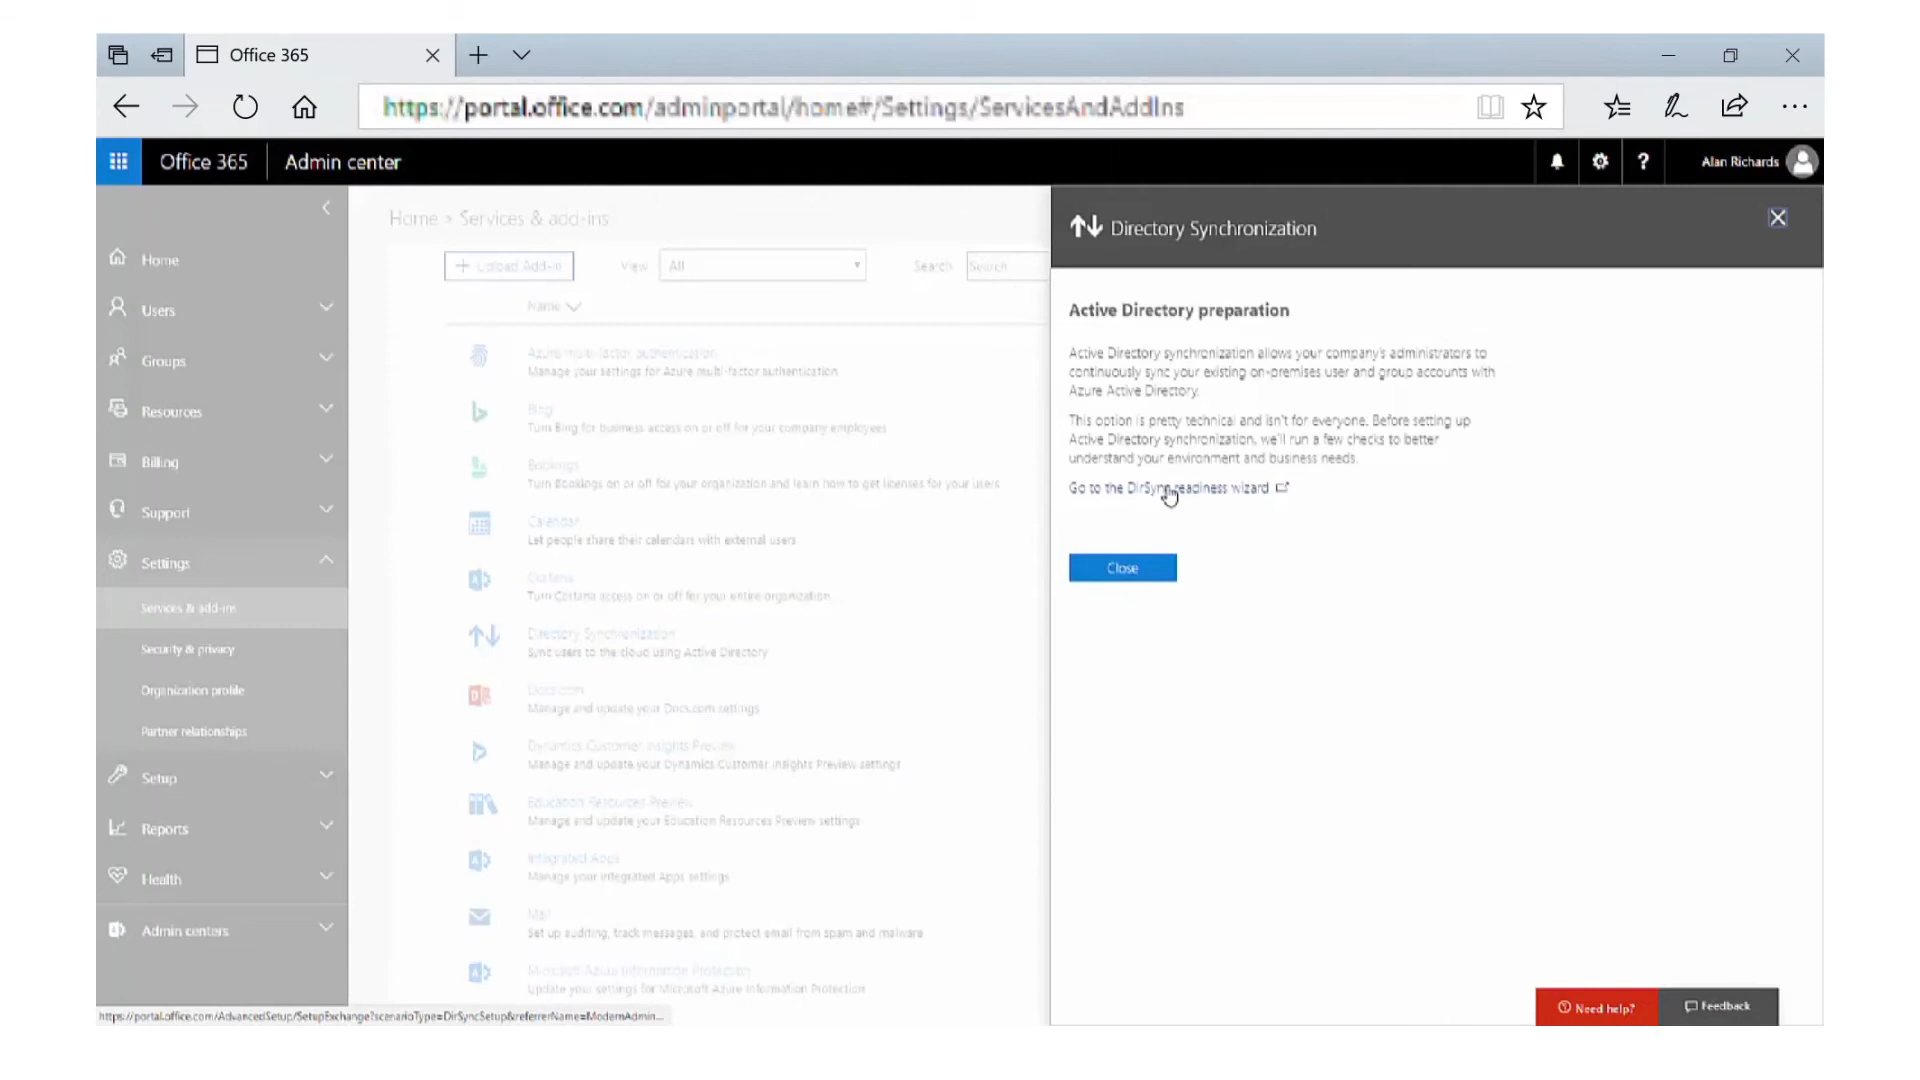 Office 365
https://portal.office.com/adminportal/home#/Settings/ServicesAndAddIns
Office 365
Admin center
?
Alan Richards
Home
Users
Groups
Resources
Billing
Support
Settings
Services & add-ins
Security & privacy
Organization profile
Partner relationships
Setup
Reports
Health
Admin centers
Home > Services & add-ins
+ Upload Add-in
View
All
Search
Search
Name
Azure multi-factor authentication
Manage your settings for Azure multi-factor authentication
Bing
Turn Bing for business access on or off for your company employees
Bookings
Turn Bookings on or off for your organization and learn how to get licenses for your users
Calendar
Let people share their calendars with external users
Cortana
Turn Cortana access on or off for your entire organization
Directory Synchronization
Sync users to the cloud using Active Directory
Docs.com
Manage and update your Docs.com settings
Dynamics Customer Insights Preview
Manage and update your Dynamics Customer Insights Preview settings
Education Resources Preview
Manage and update your Education Resources Preview settings
Integrated Apps
Manage your Integrated Apps settings
Mail
Set up auditing, track messages, and protect email from spam and malware
Microsoft Azure Information Protection
Update your settings for Microsoft Azure Information Protection
Directory Synchronization
Active Directory preparation
Active Directory synchronization allows your company's administrators to
continuously sync your existing on-premises user and group accounts with
Azure Active Directory.
This option is pretty technical and isn't for everyone. Before setting up
Active Directory synchronization, we'll run a few checks to better
understand your environment and business needs.
Go to the DirSync readiness wizard
Close
Need help?
Feedback
https://portal.office.com/AdvancedSetup/SetupExchange?scenarioType=DirSyncSetup&referrerName=ModernAdmin...